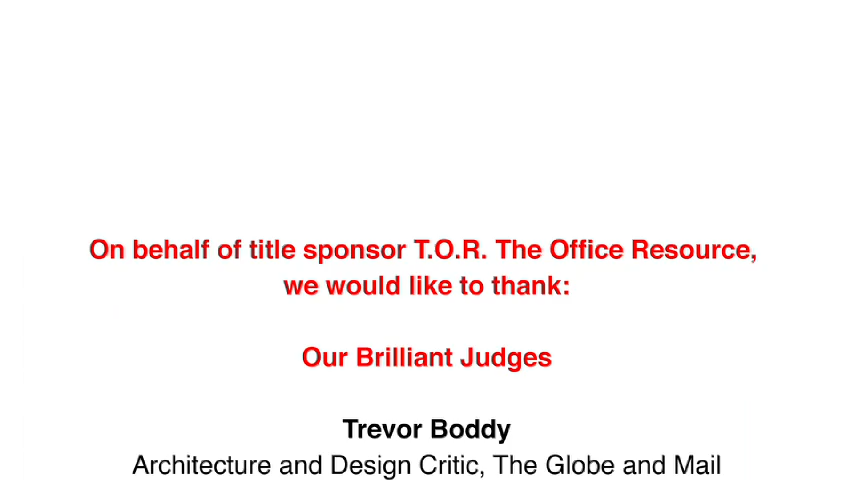 On behalf of title sponsor T.O.R. The Office Resource,
we would like to thank:
Our Brilliant Judges
Trevor Boddy
Architecture and Design Critic, The Globe and Mail